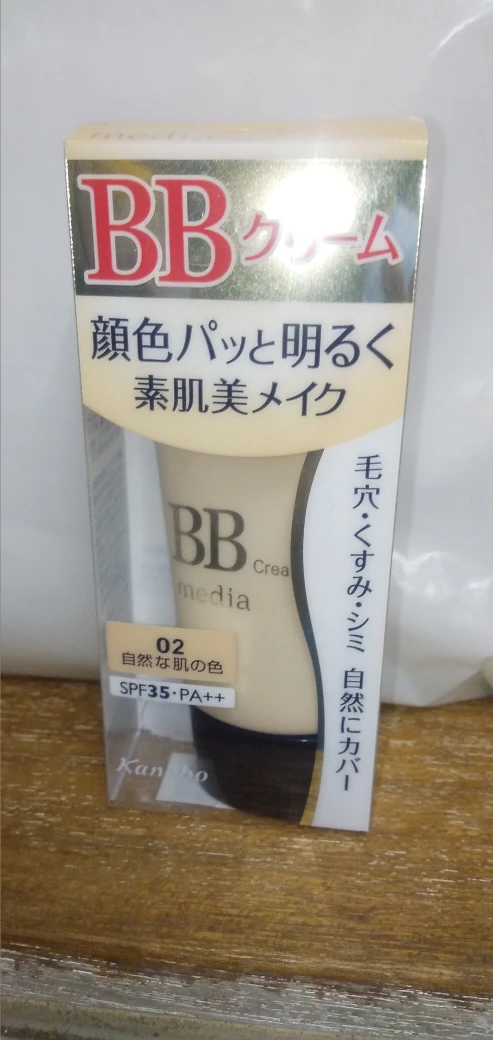 BBクリーム
顔色パッと明るく
素肌美メイク
毛穴・くすみ・シミ 自然にカバー
BB Crea
media
02
自然な肌の色
SPF35・PA++